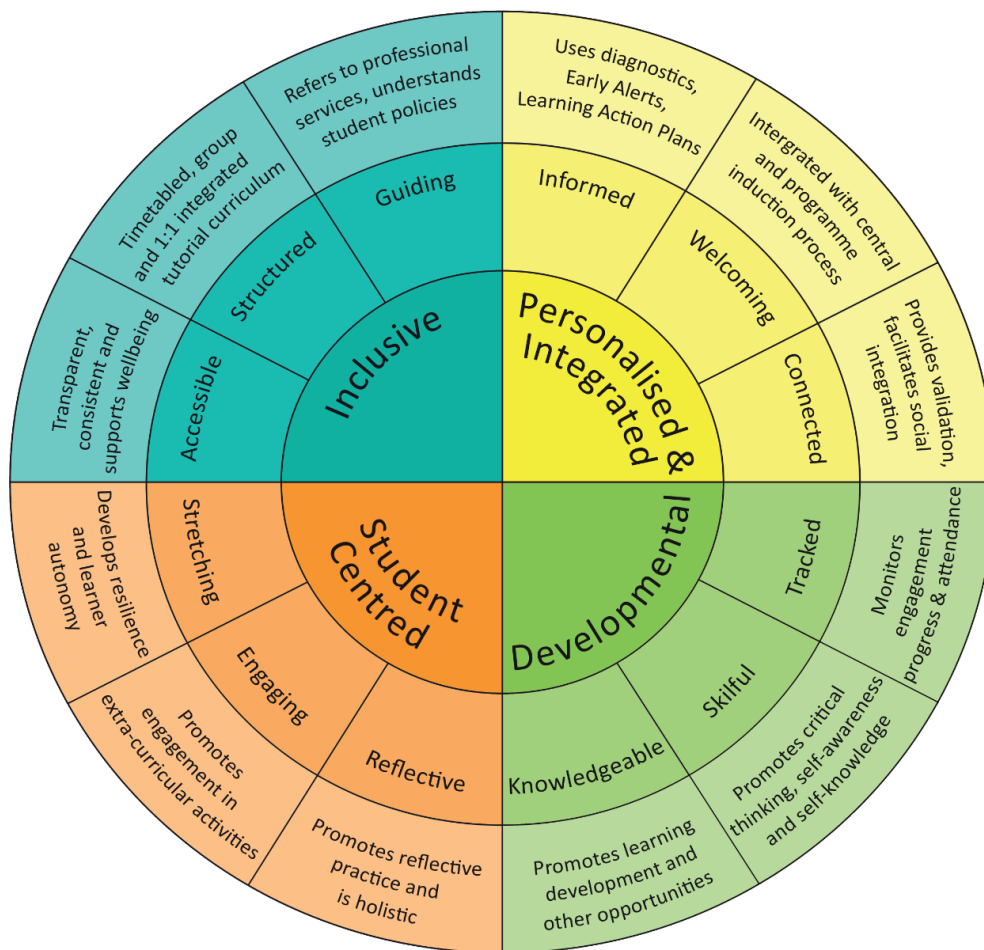 Refers to professional
services, understands
student policies
Uses diagnostics,
Early Alerts,
Learning Action Plans
Timetabled, group
and 1:1 integrated
tutorial curriculum
Guiding
Informed
Intergrated with central
and programme
induction process
Structured
Welcoming
Transparent,
consistent and
supports wellbeing
Accessible
Inclusive
Personalised &
Integrated
Connected
Provides validation,
facilitates social
integration
Develops resilience
and learner
autonomy
Stretching
Student
Centred
Developmental
Tracked
Monitors
engagement
progress & attendance
Engaging
Skilful
Promotes
engagement in
extra-curricular activities
Reflective
Knowledgeable
Promotes critical
thinking, self-awareness
and self-knowledge
Promotes reflective
practice and
is holistic
Promotes learning
development and
other opportunities